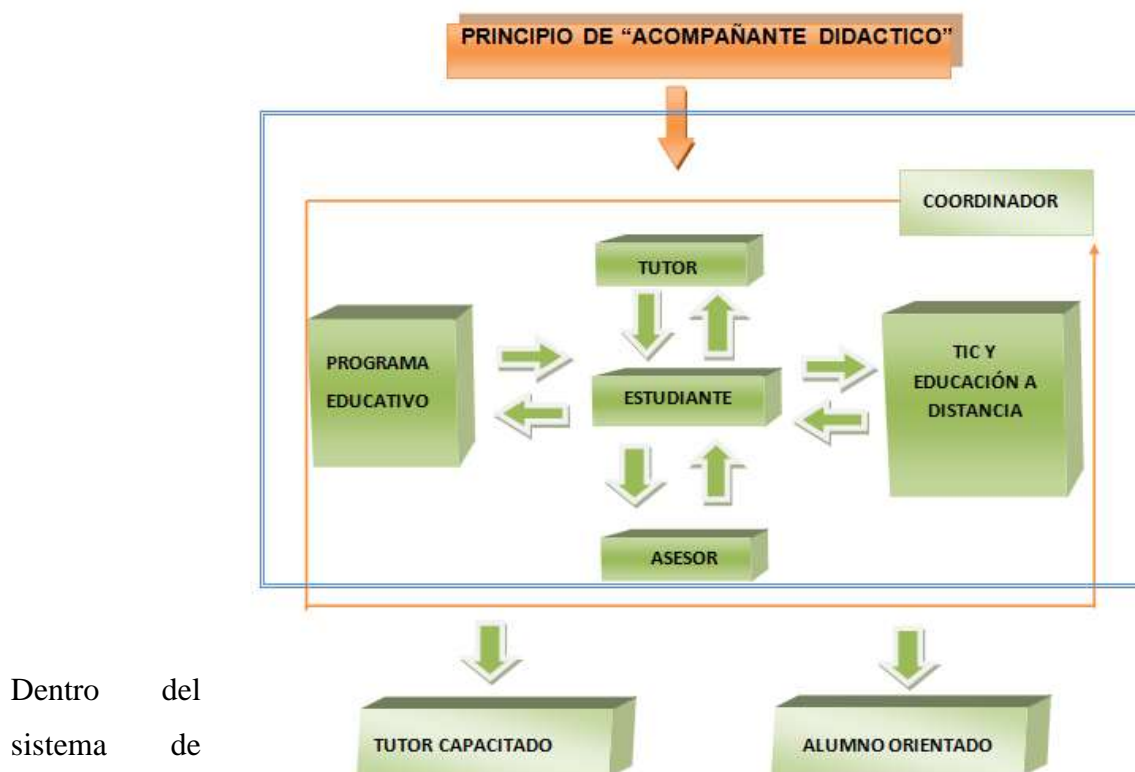 PRINCIPIO DE “ACOMPAÑANTE DIDACTICO”
COORDINADOR
TUTOR
PROGRAMA
EDUCATIVO
ESTUDIANTE
TIC Y
EDUCACIÓN A
DISTANCIA
ASESOR
TUTOR CAPACITADO
ALUMNO ORIENTADO
Dentro del
sistema de